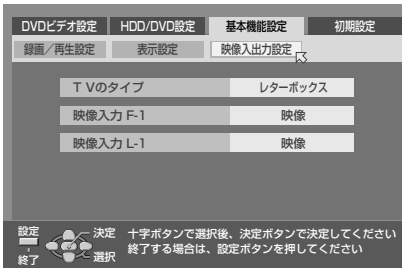 DVDビデオ設定 HDD/DVD設定 基本機能設定 初期設定
録画/再生設定 表示設定 映像入出力設定
TVのタイプ レターボックス
映像入力 F-1 映像
映像入力 L-1 映像
設定 決定 十字ボタンで選択後、決定ボタンで決定してください
終了 選択 終了する場合は、設定ボタンを押してください